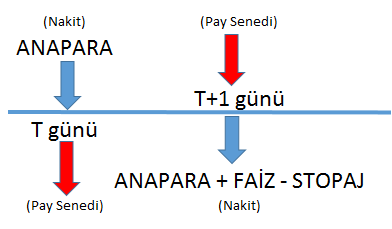 (Nakit)
ANAPARA
(Pay Senedi)
T+1 günü
T günü
(Pay Senedi)
ANAPARA + FAİZ - STOPAJ
(Nakit)